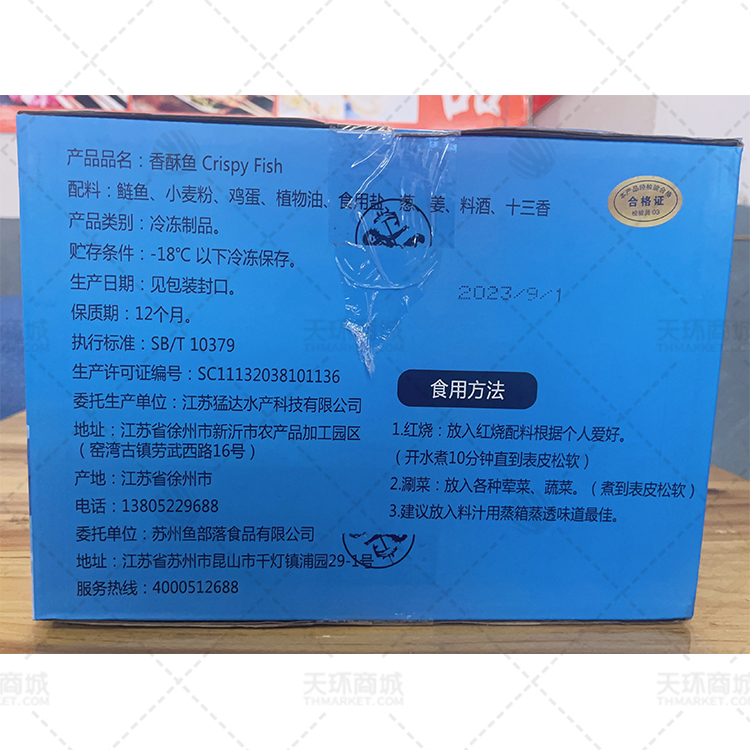 产品品名：香酥鱼 Crispy Fish
配料：鲢鱼、小麦粉、鸡蛋、植物油、食用盐、葱、姜、料酒、十三香
产品类别：冷冻制品。
贮存条件：-18℃ 以下冷冻保存。
生产日期：见包装封口。
保质期：12个月。
执行标准：SB/T 10379
生产许可证编号：SC11132038101136
委托生产单位：江苏猛达水产科技有限公司
地址：江苏省徐州市新沂市农产品加工园区
（窑湾古镇劳武西路16号）
产地：江苏省徐州市
电话：13805229688
委托单位：苏州鱼部落食品有限公司
地址：江苏省苏州市昆山市千灯镇浦园29-1号
服务热线：4000512688
本产品经检验合格
合格证
检验员03
2023/9/1
食用方法
1.红烧：放入红烧配料根据个人爱好。
（开水煮10分钟直到表皮松软）
2.涮菜：放入各种荤菜、蔬菜。（煮到表皮松软）
3.建议放入料汁用蒸箱蒸透味道最佳。
天环商城
THMARKET.COM